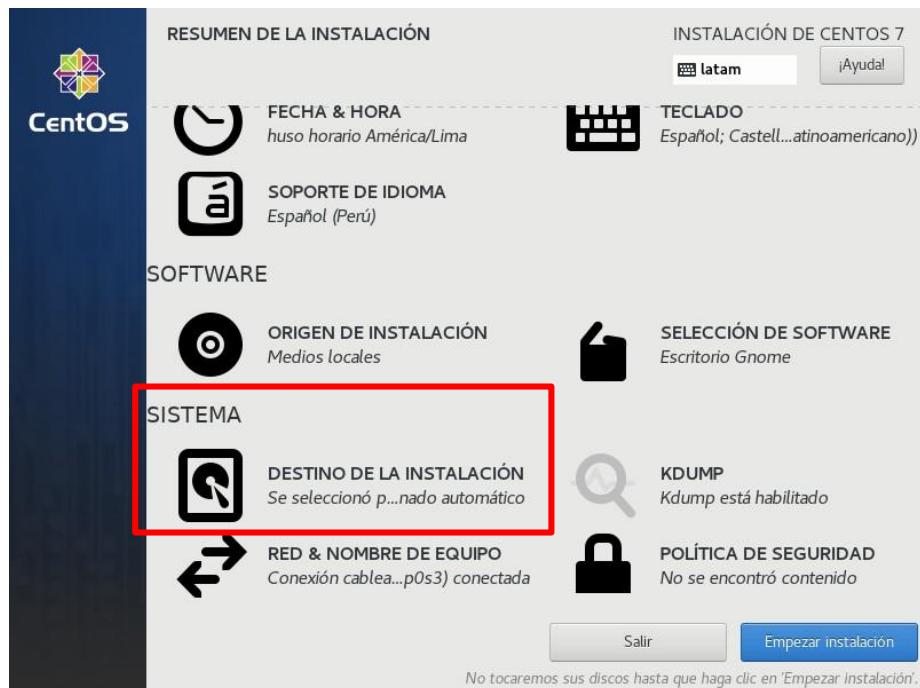 RESUMEN DE LA INSTALACIÓN
INSTALACIÓN DE CENTOS 7
latam
¡Ayuda!
CentOS
FECHA & HORA
huso horario América/Lima
TECLADO
Español; Castell...atinoamericano))
á
SOPORTE DE IDIOMA
Español (Perú)
SOFTWARE
ORIGEN DE INSTALACIÓN
Medios locales
SELECCIÓN DE SOFTWARE
Escritorio Gnome
SISTEMA
DESTINO DE LA INSTALACIÓN
Se seleccionó p...nado automático
KDUMP
Kdump está habilitado
RED & NOMBRE DE EQUIPO
Conexión cablea...p0s3) conectada
POLÍTICA DE SEGURIDAD
No se encontró contenido
Salir
Empezar instalación
No tocaremos sus discos hasta que haga clic en 'Empezar instalación'.